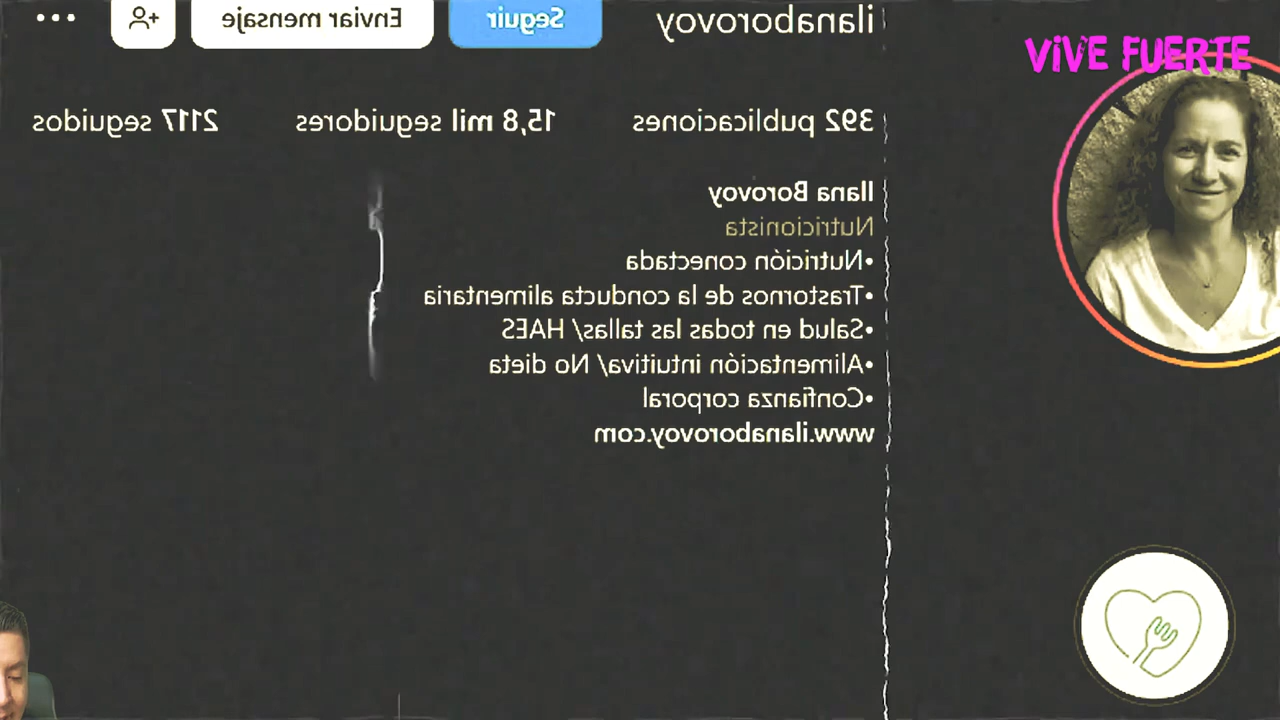 ilanaborovoy
Seguir
Enviar mensaje
VIVE FUERTE
392 publicaciones
15,8 mil seguidores
2117 seguidos
Ilana Borovoy
Nutricionista
•Nutrición conectada
•Trastornos de la conducta alimentaria
•Salud en todas las tallas/ HAES
•Alimentación intuitiva/ No dieta
•Confianza corporal
www.ilanaborovoy.com